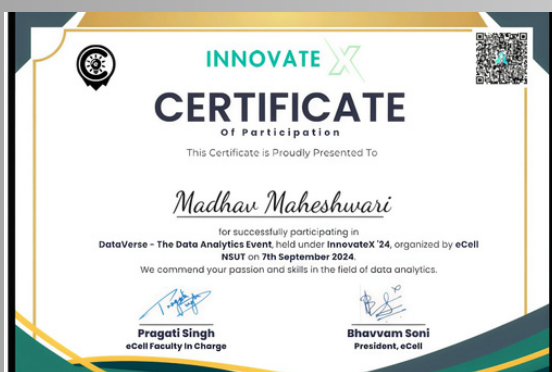 INNOVATE X
CERTIFICATE
Of Participation
This Certificate is Proudly Presented To
Madhav Maheshwari
for successfully participating in
DataVerse - The Data Analytics Event, held under InnovateX '24, organized by eCell
NSUT on 7th September 2024.
We commend your passion and skills in the field of data analytics.
Pragati Singh
eCell Faculty In Charge
Bhavvam Soni
President, eCell